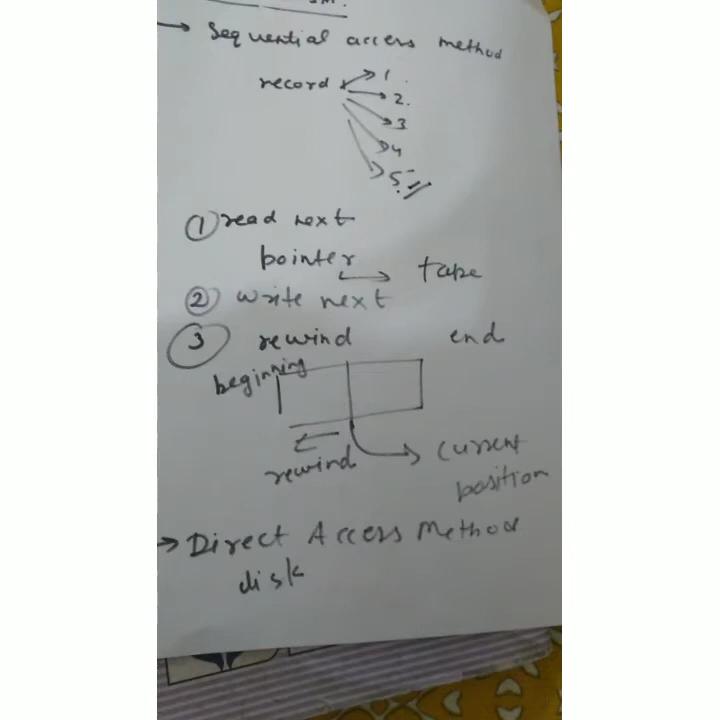 → Sequential access method
record → 1.
→ 2.
→ 3
→ 4
→ 5.
① read next
pointer → tape
② write next
③ rewind end
beginning
rewind
current
position
→ Direct Access Method
disk